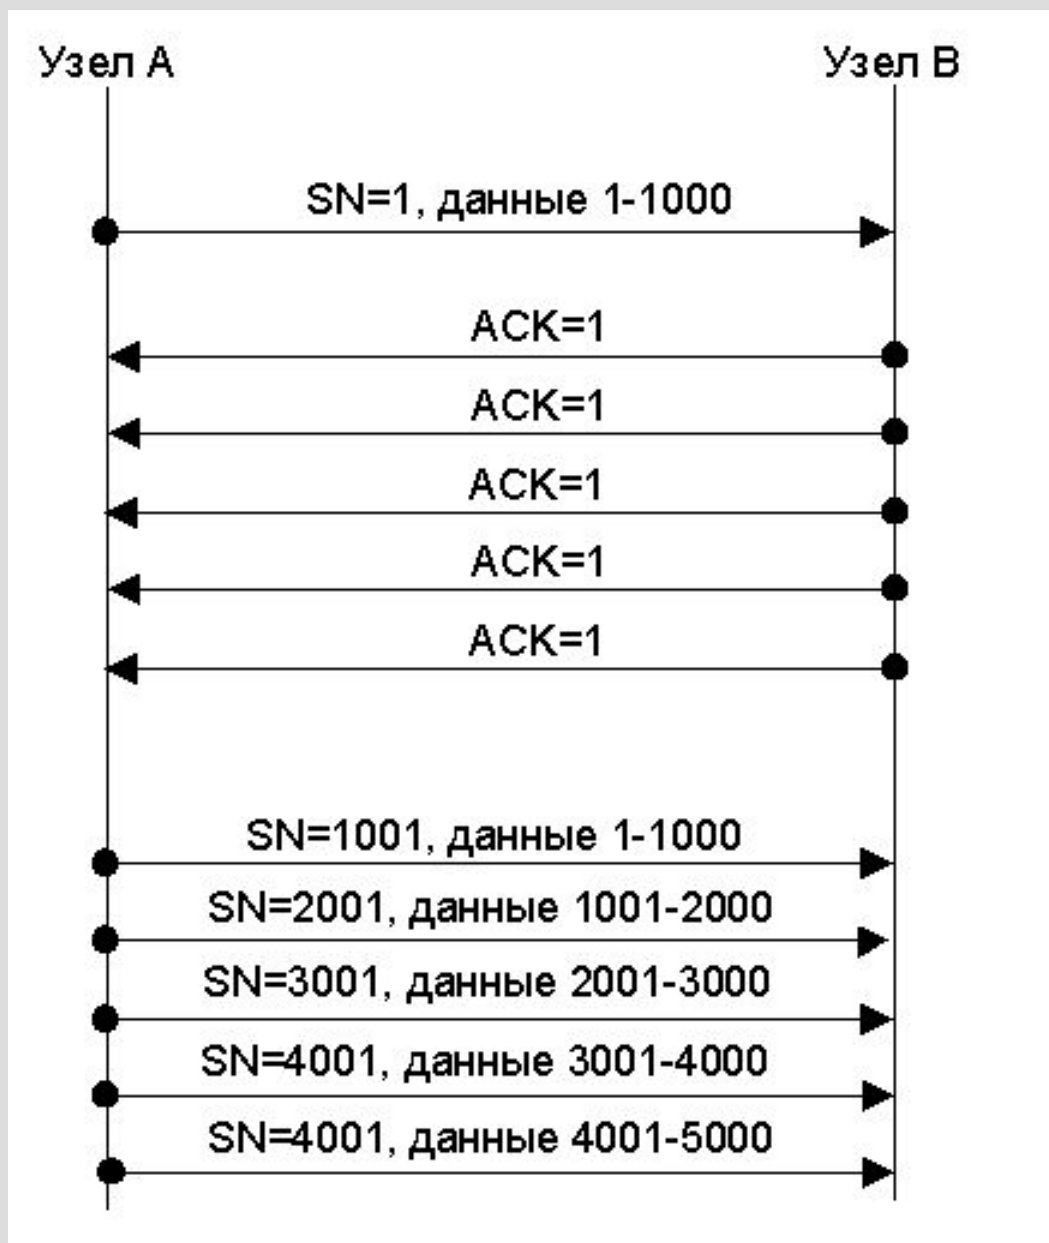 Узел А Узел В
SN=1, данные 1-1000
ACK=1
ACK=1
ACK=1
ACK=1
ACK=1
SN=1001, данные 1-1000
SN=2001, данные 1001-2000
SN=3001, данные 2001-3000
SN=4001, данные 3001-4000
SN=4001, данные 4001-5000